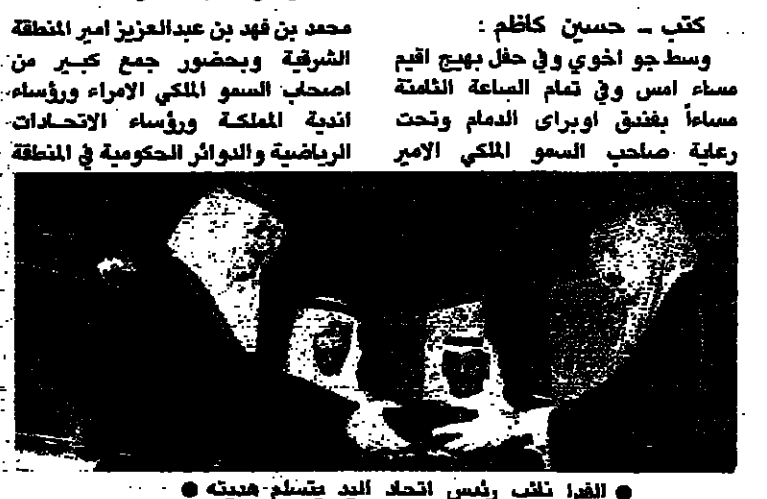 كتب ـ حسين كاظم :
وسط جو اخوي وفي حفل بهيج اقيم
مساء امس وفي تمام الساعة الثامنة
مساءاً بفندق اوبراى الدمام وتحت
رعاية صاحب السمو الملكي الامير
محمد بن فهد بن عبدالعزيز امير المنطقة
الشرقية وبحضور جمع كبير من
اصحاب السمو الملكي الامراء ورؤساء
اندية المملكة ورؤساء الاتحادات
الرياضية والدوائر الحكومية في المنطقة
● الفدا نائب رئيس اتحاد اليد يتسلم هديته ●